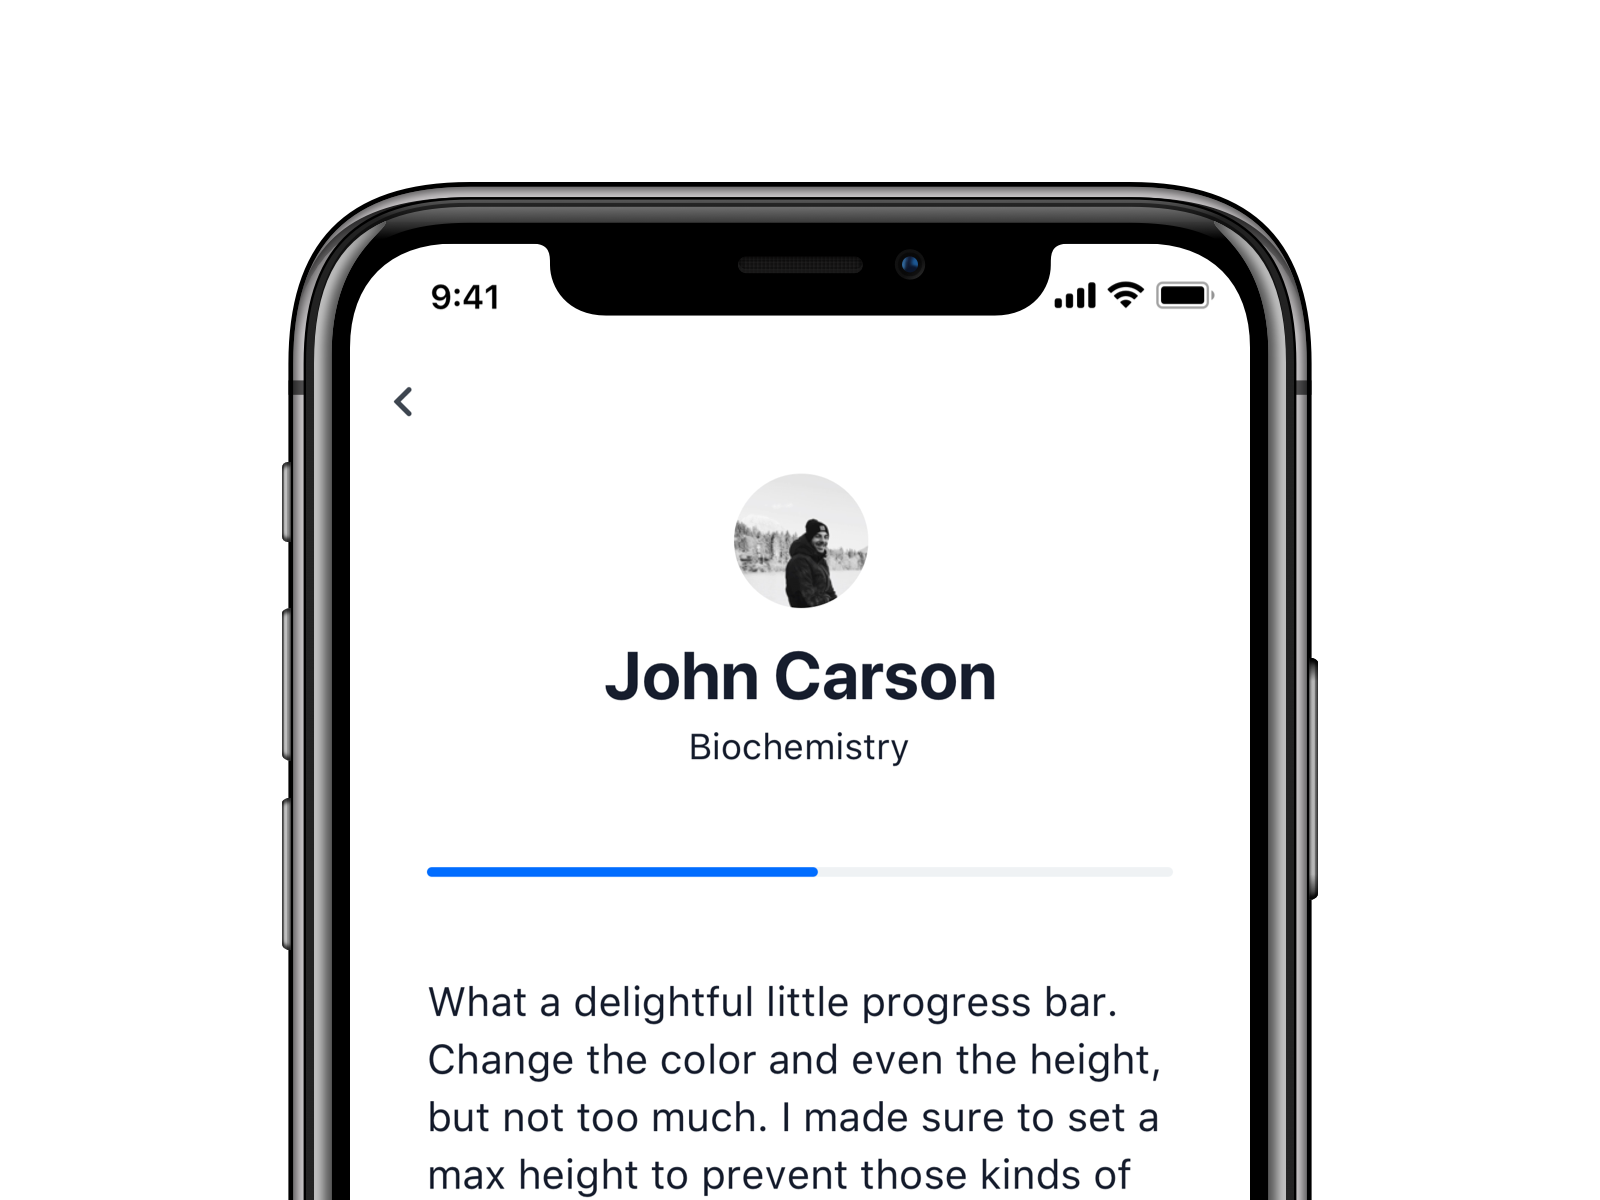 9:41
John Carson
Biochemistry
What a delightful little progress bar.
Change the color and even the height,
but not too much. I made sure to set a
max height to prevent those kinds of